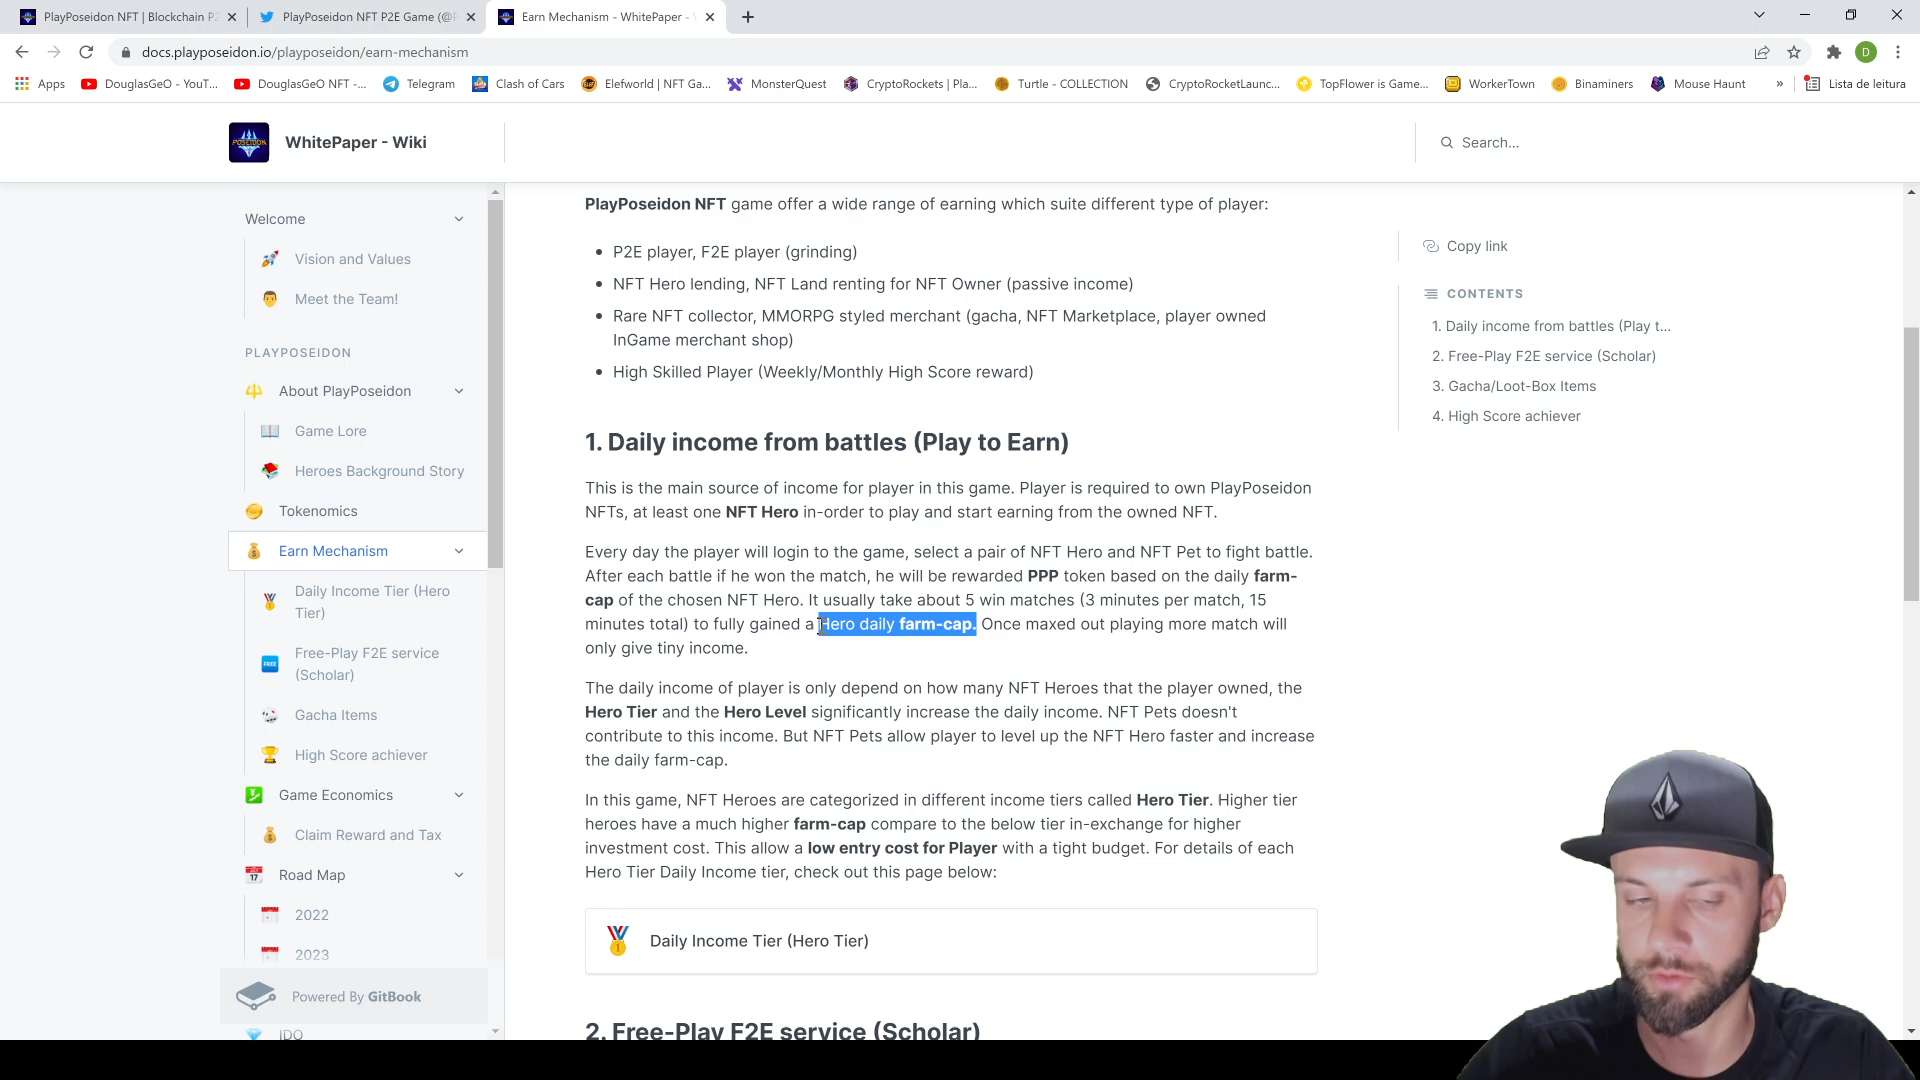 PlayPoseidon NFT | Blockchain P2
PlayPoseidon NFT P2E Game (@P
Earn Mechanism - WhitePaper -
docs.playposeidon.io/playposeidon/earn-mechanism
D
Apps
DouglasGeO - YouT...
DouglasGeO NFT -...
Telegram
Clash of Cars
Elefworld | NFT Ga...
MonsterQuest
CryptoRockets | Pla...
Turtle - COLLECTION
CryptoRocketLaunc...
TopFlower is Game...
WorkerTown
Binaminers
Mouse Haunt
»
Lista de leitura
POSEIDON
WhitePaper - Wiki
Search...
Welcome
Vision and Values
Meet the Team!
PLAYPOSEIDON
About PlayPoseidon
Game Lore
Heroes Background Story
Tokenomics
Earn Mechanism
Daily Income Tier (Hero
Tier)
FREE
Free-Play F2E service
(Scholar)
Gacha Items
High Score achiever
Game Economics
Claim Reward and Tax
17
Road Map
2022
2023
Powered By GitBook
IDO
PlayPoseidon NFT game offer a wide range of earning which suite different type of player:
• P2E player, F2E player (grinding)
• NFT Hero lending, NFT Land renting for NFT Owner (passive income)
• Rare NFT collector, MMORPG styled merchant (gacha, NFT Marketplace, player owned
InGame merchant shop)
• High Skilled Player (Weekly/Monthly High Score reward)
1. Daily income from battles (Play to Earn)
This is the main source of income for player in this game. Player is required to own PlayPoseidon
NFTs, at least one NFT Hero in-order to play and start earning from the owned NFT.
Every day the player will login to the game, select a pair of NFT Hero and NFT Pet to fight battle.
After each battle if he won the match, he will be rewarded PPP token based on the daily farm-
cap of the chosen NFT Hero. It usually take about 5 win matches (3 minutes per match, 15
minutes total) to fully gained a Hero daily farm-cap. Once maxed out playing more match will
only give tiny income.
The daily income of player is only depend on how many NFT Heroes that the player owned, the
Hero Tier and the Hero Level significantly increase the daily income. NFT Pets doesn't
contribute to this income. But NFT Pets allow player to level up the NFT Hero faster and increase
the daily farm-cap.
In this game, NFT Heroes are categorized in different income tiers called Hero Tier. Higher tier
heroes have a much higher farm-cap compare to the below tier in-exchange for higher
investment cost. This allow a low entry cost for Player with a tight budget. For details of each
Hero Tier Daily Income tier, check out this page below:
1
Daily Income Tier (Hero Tier)
2. Free-Play F2E service (Scholar)
Copy link
CONTENTS
1. Daily income from battles (Play t...
2. Free-Play F2E service (Scholar)
3. Gacha/Loot-Box Items
4. High Score achiever